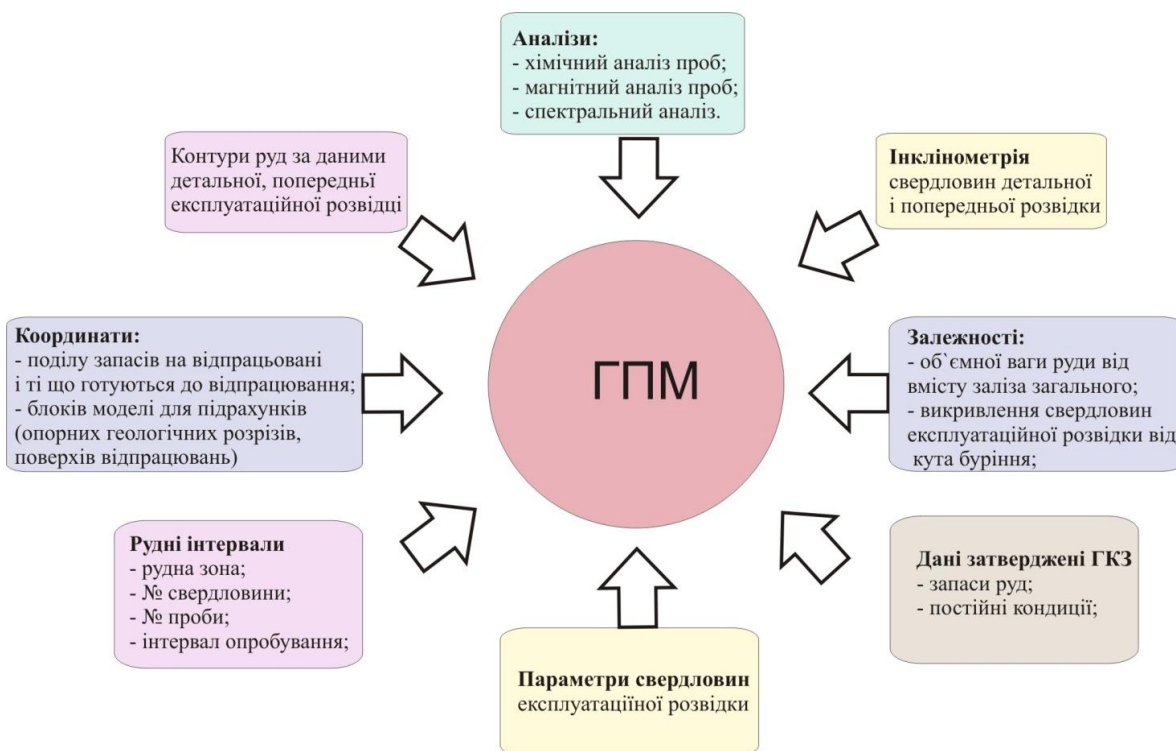 Аналізи:
- хімічний аналіз проб;
- магнітний аналіз проб;
- спектральний аналіз.
Контури руд за даними
детальної, попередньї
експлуатаційної розвідці
Інклінометрія
свердловин детальної
і попередньої розвідки
Координати:
- поділу запасів на відпрацьовані
і ті що готуються до відпрацювання;
- блоків моделі для підрахунків
(опорних геологічних розрізів,
поверхів відпрацювань)
ГПМ
Залежності:
- об`ємної ваги руди від
вмісту заліза загального;
- викривлення свердловин
експлуатаційної розвідки від
кута буріння;
Рудні інтервали
- рудна зона;
- № свердловини;
- № проби;
- інтервал опробування;
Параметри свердловин
експлуатаціїної розвідки
Дані затверджені ГКЗ
- запаси руд;
- постійні кондиції;